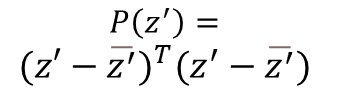 P(z′) =
(z′ − z̅′)ᵀ(z′ − z̅′)